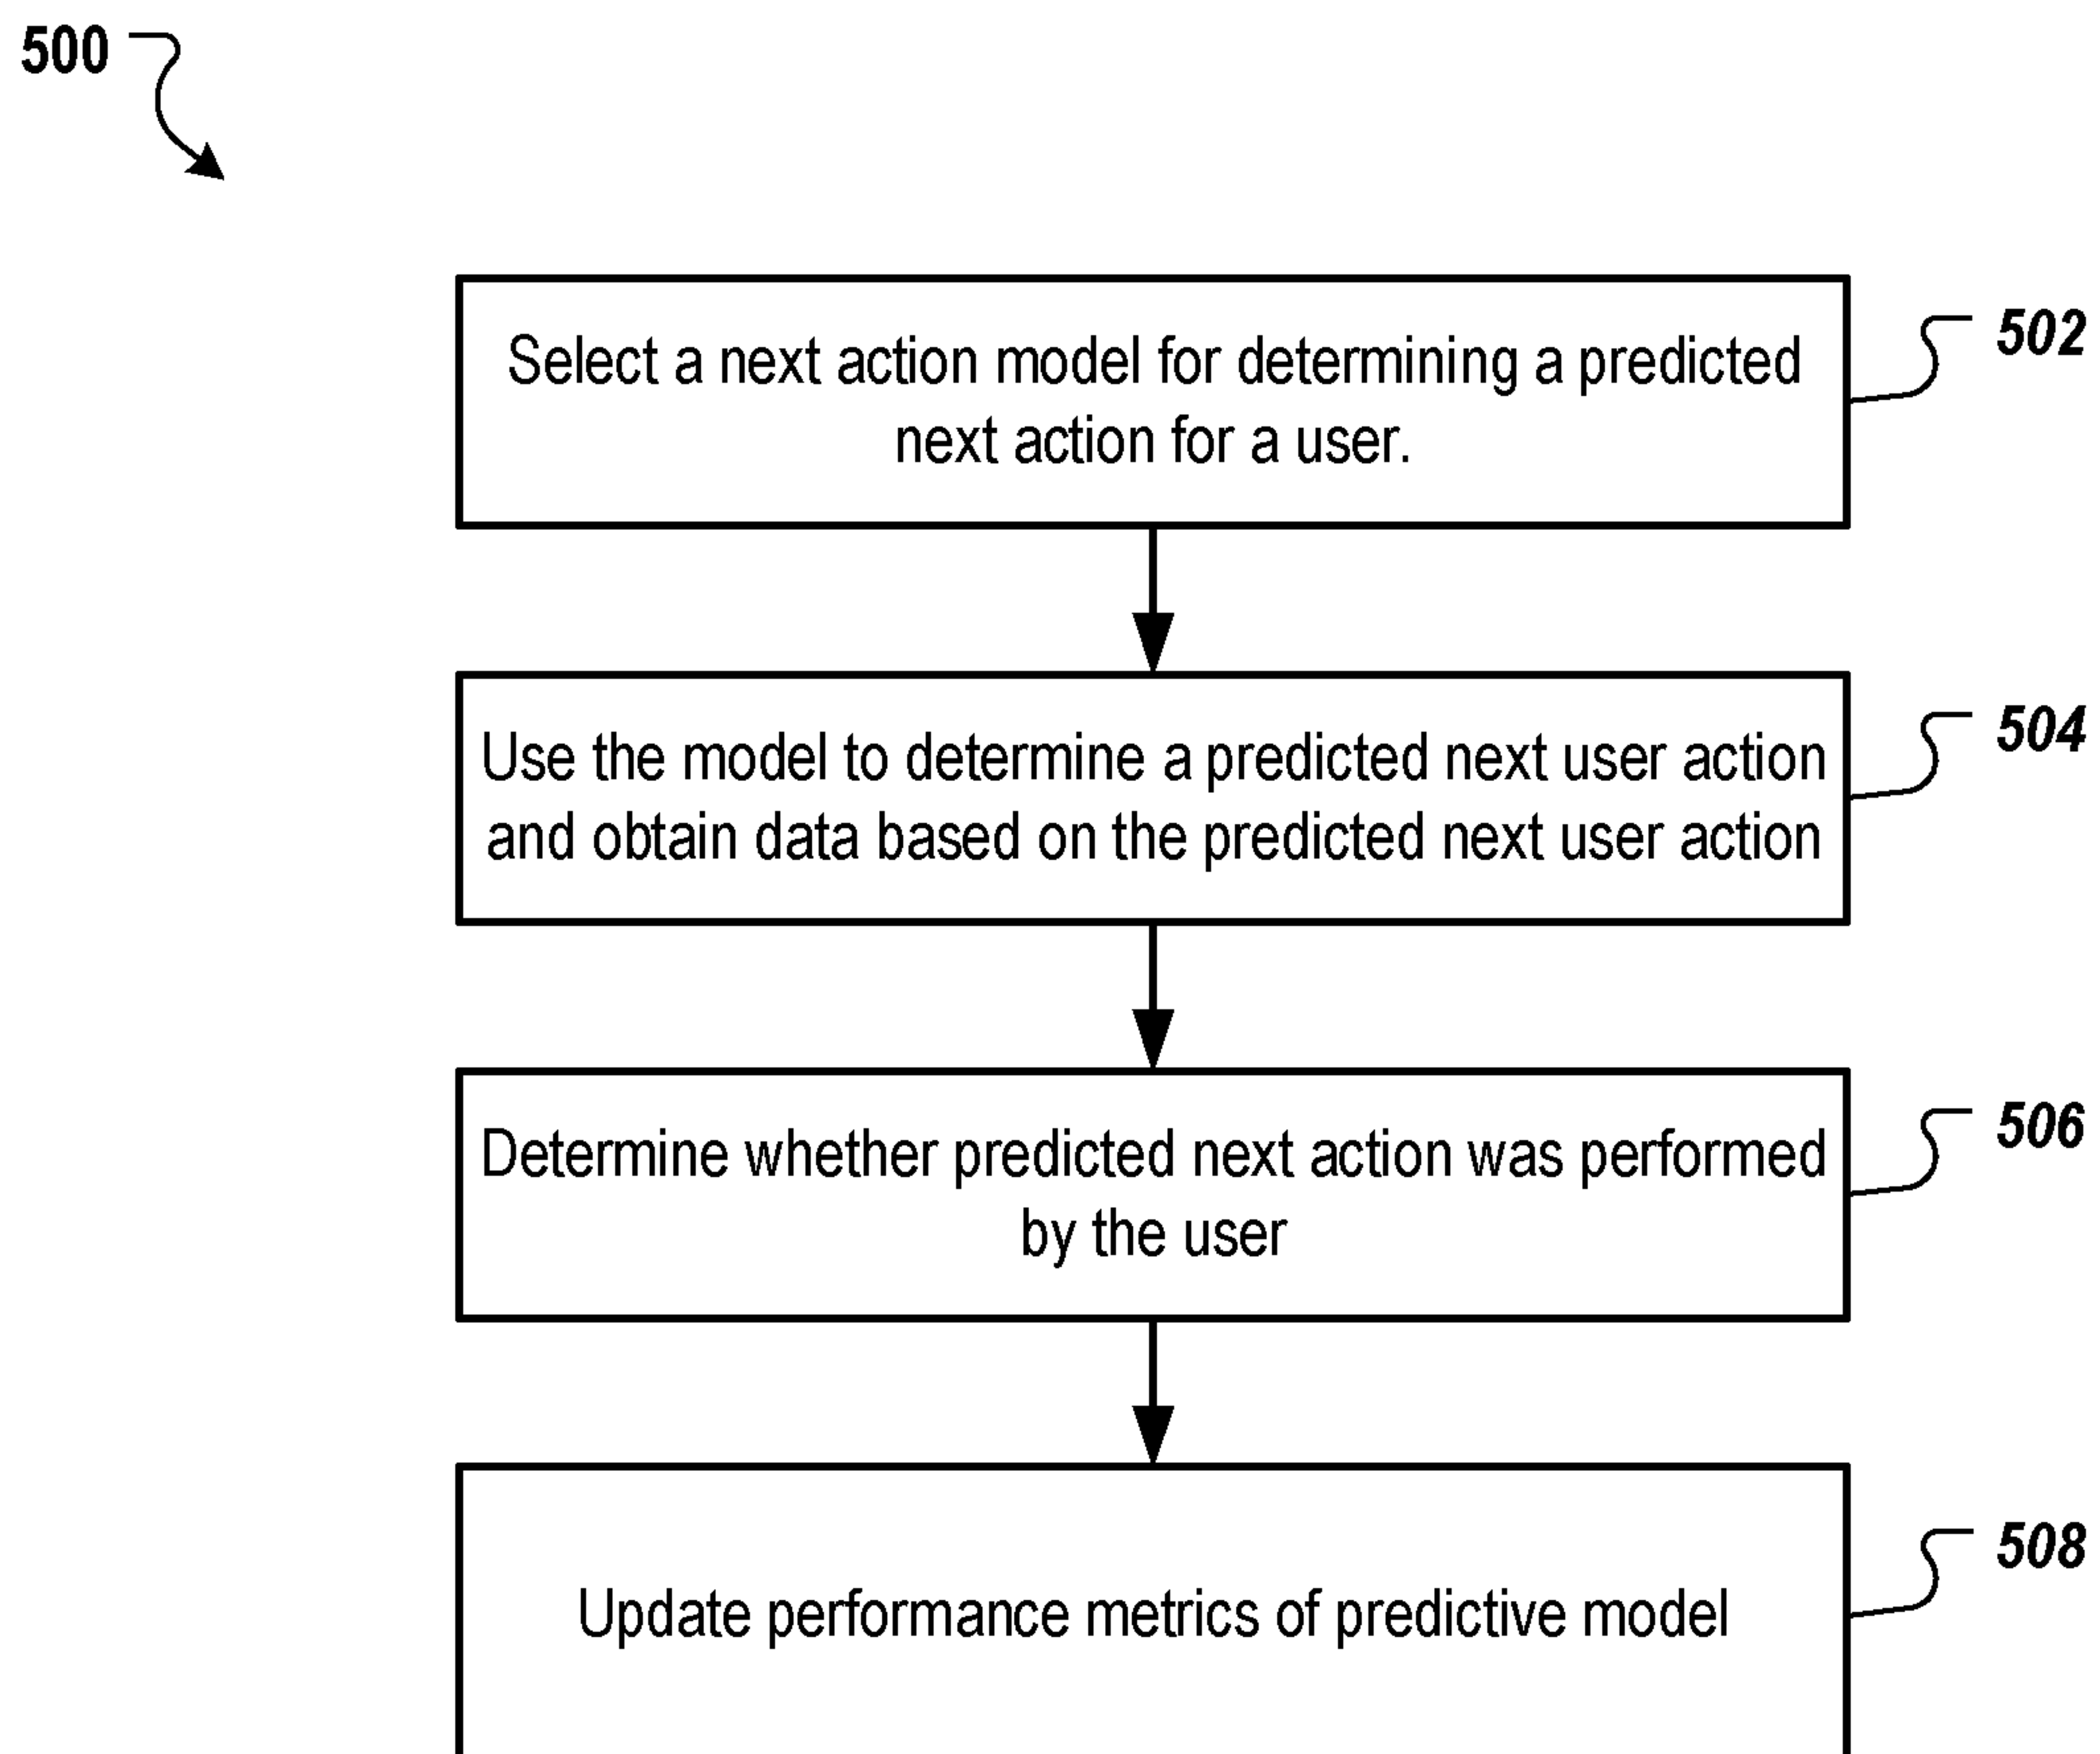 500
Select a next action model for determining a predicted
next action for a user.
502
Use the model to determine a predicted next user action
and obtain data based on the predicted next user action
504
Determine whether predicted next action was performed
by the user
506
Update performance metrics of predictive model
508